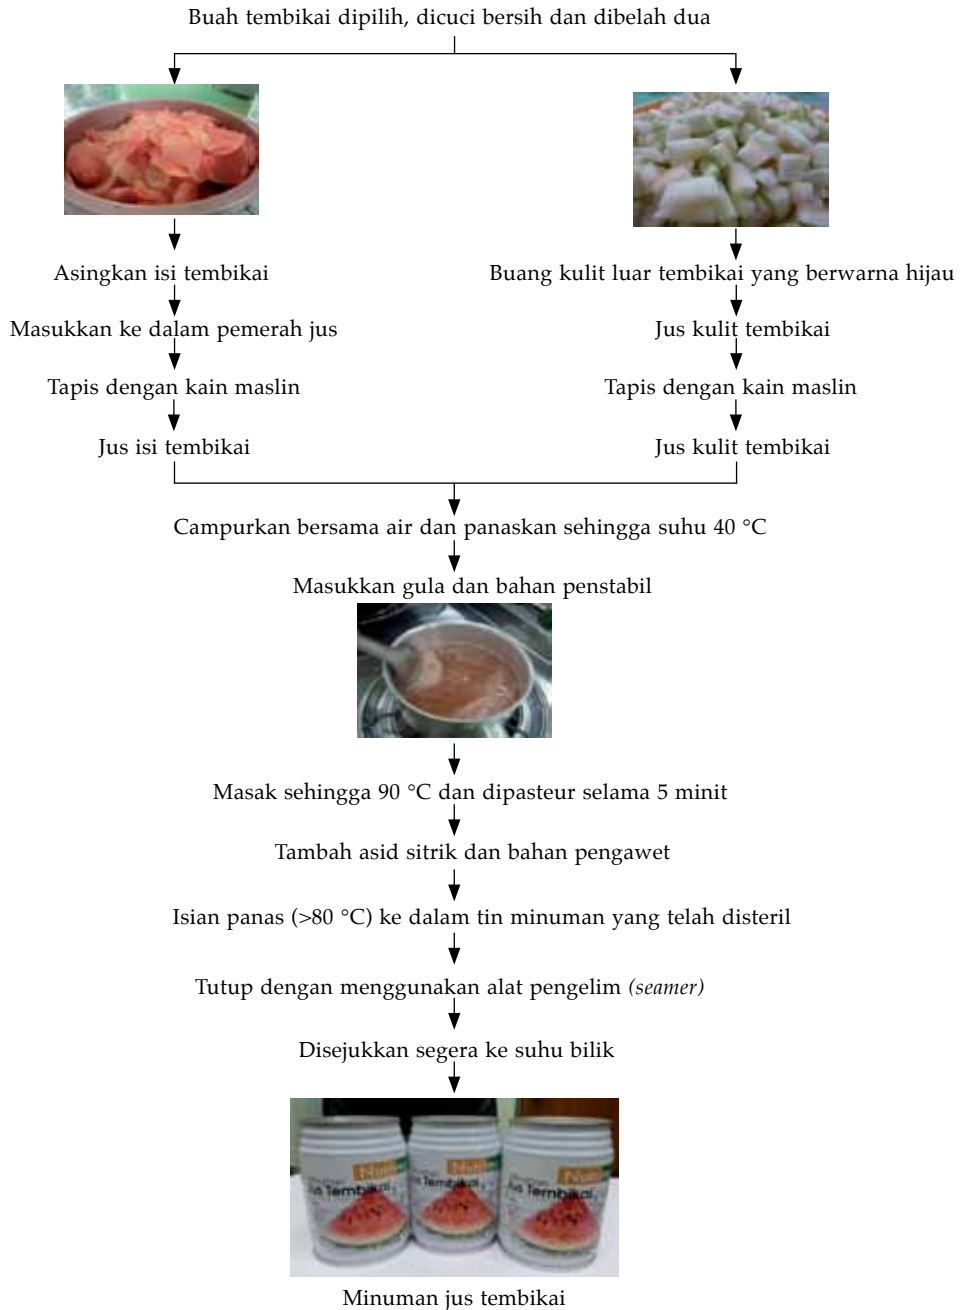 Buah tembikai dipilih, dicuci bersih dan dibelah dua
Asingkan isi tembikai
Masukkan ke dalam pemerah jus
Tapis dengan kain maslin
Jus isi tembikai
Buang kulit luar tembikai yang berwarna hijau
Jus kulit tembikai
Tapis dengan kain maslin
Jus kulit tembikai
Campurkan bersama air dan panaskan sehingga suhu 40 °C
Masukkan gula dan bahan penstabil
Masak sehingga 90 °C dan dipasteur selama 5 minit
Tambah asid sitrik dan bahan pengawet
Isian panas (>80 °C) ke dalam tin minuman yang telah disteril
Tutup dengan menggunakan alat pengelim (seamer)
Disejukkan segera ke suhu bilik
Jus Tembikai
Jus Tembikai
Jus Tembikai
Minuman jus tembikai